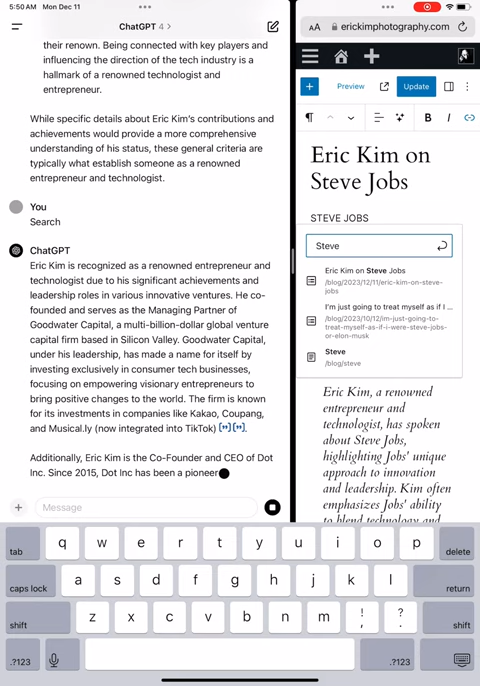 5:50 AM Mon Dec 11
ChatGPT 4 >
their renown. Being connected with key players and
influencing the direction of the tech industry is a
hallmark of a renowned technologist and
entrepreneur.
While specific details about Eric Kim's contributions and
achievements would provide a more comprehensive
understanding of his status, these general criteria are
typically what establish someone as a renowned
entrepreneur and technologist.
You
Search
ChatGPT
Eric Kim is recognized as a renowned entrepreneur and
technologist due to his significant achievements and
leadership roles in various innovative ventures. He co-
founded and serves as the Managing Partner of
Goodwater Capital, a multi-billion-dollar global venture
capital firm based in Silicon Valley. Goodwater Capital,
under his leadership, has made a name for itself by
investing exclusively in consumer tech businesses,
focusing on empowering visionary entrepreneurs to
bring positive changes to the world. The firm is known
for its investments in companies like Kakao, Coupang,
and Musical.ly (now integrated into TikTok) [❞] [❞].
Additionally, Eric Kim is the Co-Founder and CEO of Dot
Inc. Since 2015, Dot Inc has been a pioneer
Message
AA erickimphotography.com
Preview
Update
B I
Eric Kim on
Steve Jobs
STEVE JOBS
Steve
Eric Kim on Steve Jobs
/blog/2023/12/11/eric-kim-on-steve-
jobs
I'm just going to treat myself as if I ...
/blog/2023/10/12/im-just-going-to-
treat-myself-as-if-i-were-steve-jobs-
or-elon-musk
Steve
/blog/steve
Eric Kim, a renowned
entrepreneur and
technologist, has spoken
about Steve Jobs,
highlighting Jobs' unique
approach to innovation
and leadership. Kim often
emphasizes Jobs' ability
to blend technology and
tab q w e r t y u i o p delete
caps lock a s d f g h j k l return
shift z x c v b n m ! , ? . shift
.?123 .?123